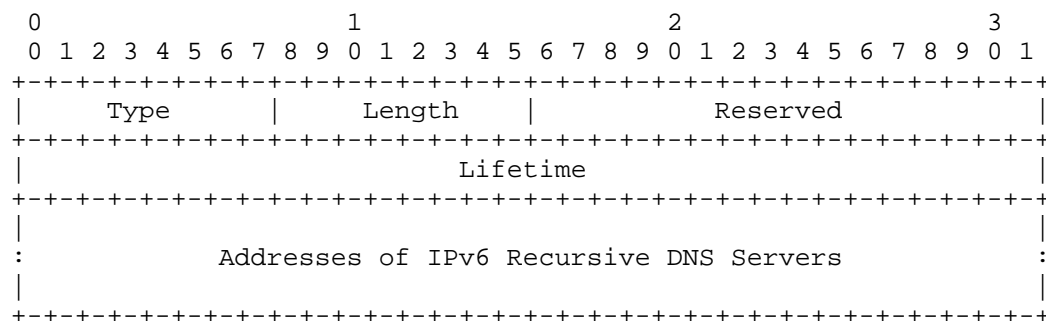 0                   1                   2                   3
 0 1 2 3 4 5 6 7 8 9 0 1 2 3 4 5 6 7 8 9 0 1 2 3 4 5 6 7 8 9 0 1
+-+-+-+-+-+-+-+-+-+-+-+-+-+-+-+-+-+-+-+-+-+-+-+-+-+-+-+-+-+-+-+-+
|     Type      |     Length    |           Reserved            |
+-+-+-+-+-+-+-+-+-+-+-+-+-+-+-+-+-+-+-+-+-+-+-+-+-+-+-+-+-+-+-+-+
|                           Lifetime                            |
+-+-+-+-+-+-+-+-+-+-+-+-+-+-+-+-+-+-+-+-+-+-+-+-+-+-+-+-+-+-+-+-+
|                                                               |
:            Addresses of IPv6 Recursive DNS Servers            :
|                                                               |
+-+-+-+-+-+-+-+-+-+-+-+-+-+-+-+-+-+-+-+-+-+-+-+-+-+-+-+-+-+-+-+-+